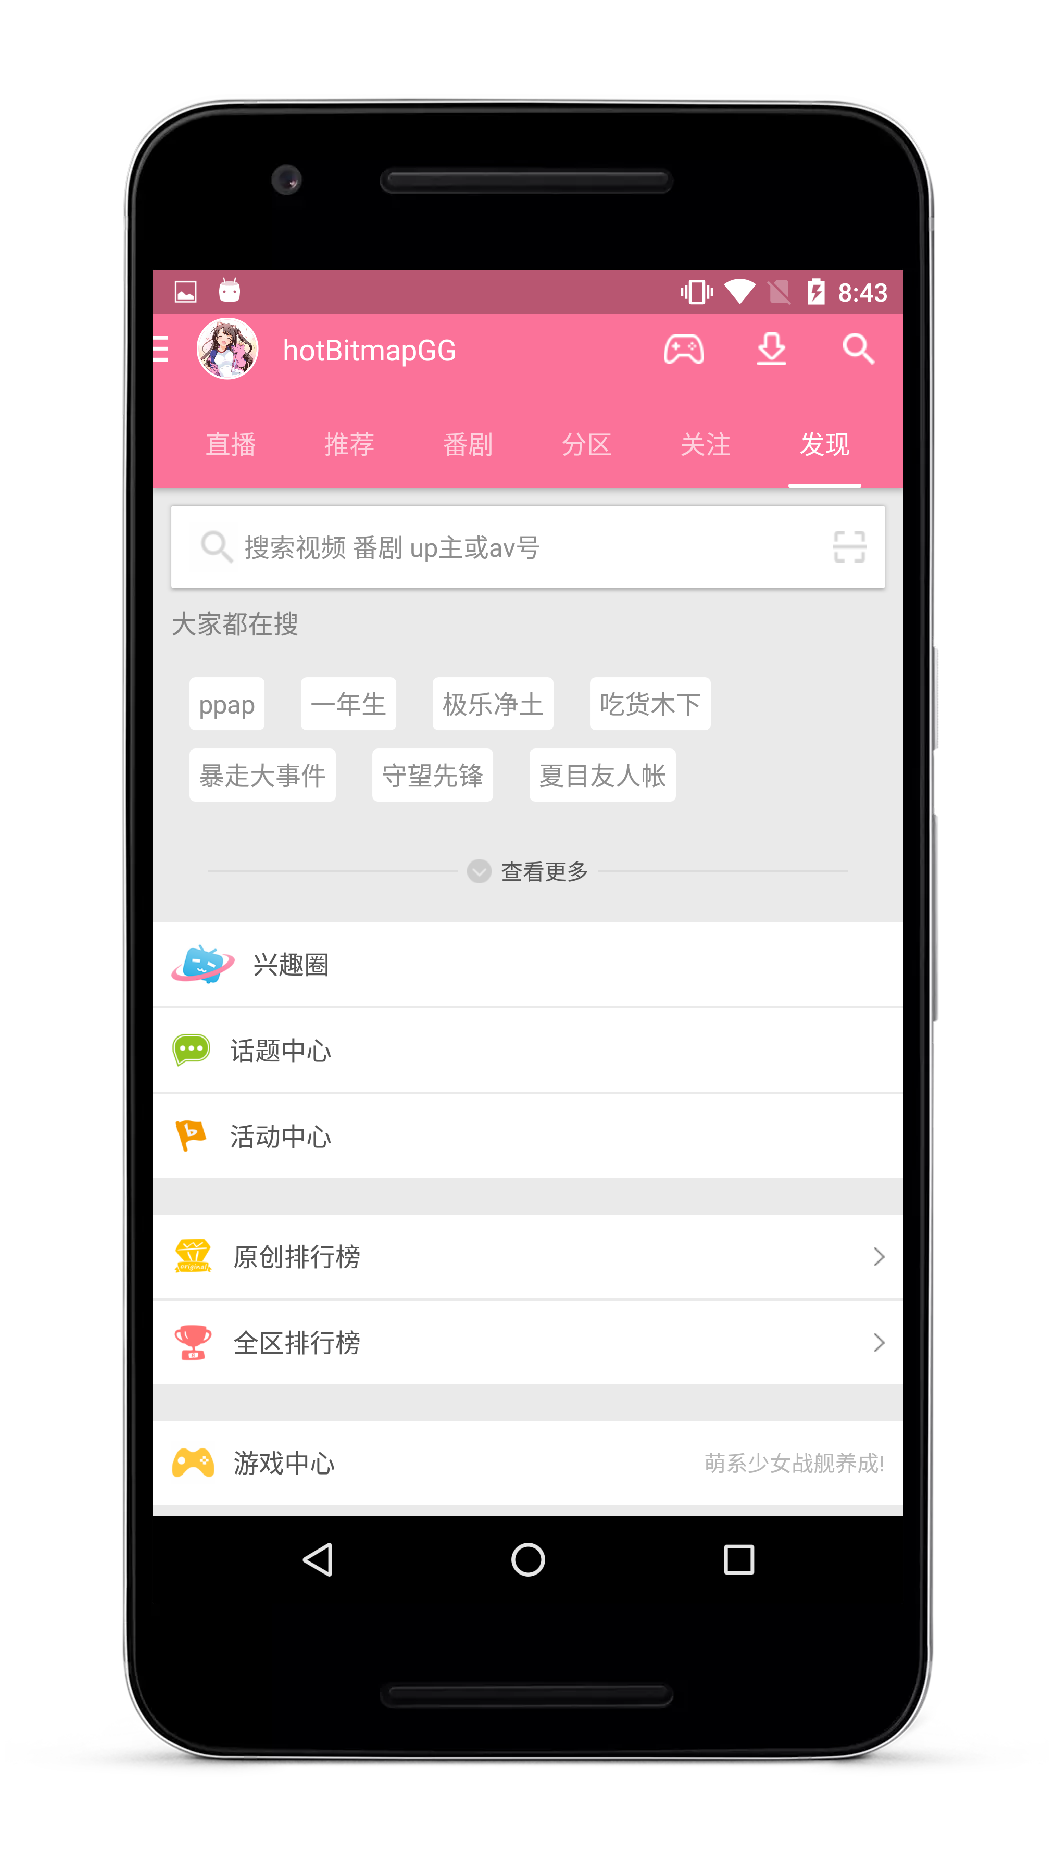 8:43
hotBitmapGG
直播 推荐 番剧 分区 关注 发现
搜索视频 番剧 up主或av号
大家都在搜
ppap 一年生 极乐净土 吃货木下
暴走大事件 守望先锋 夏目友人帐
查看更多
兴趣圈
话题中心
活动中心
original 原创排行榜
全区排行榜
游戏中心 萌系少女战舰养成!